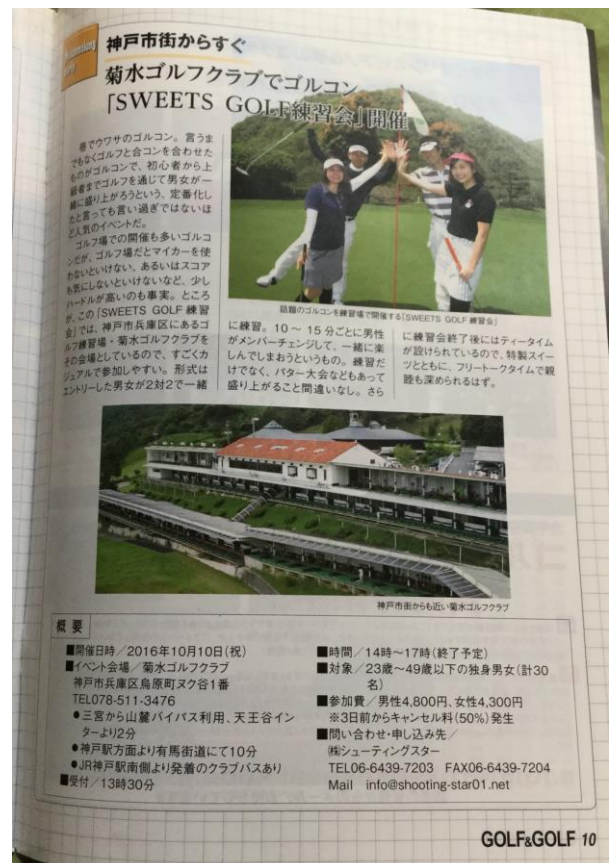 神戸市街からすぐ
菊水ゴルフクラブでゴルコン
「SWEETS GOLF練習会」開催
巷でウワサのゴルコン。言うま
でもなくゴルフと合コンを合わせた
ものがゴルコンで、初心者から上
級者までゴルフを通じて男女が一
緒に盛り上がろうという、定番化し
たと言っても言い過ぎではないほ
ど人気のイベントだ。
ゴルフ場での開催も多いゴルコ
ンだが、ゴルフ場だとマイカーを使
わないといけない、あるいはスコア
も気にしないといけないなど、少し
ハードルが高いのも事実。ところ
が、この「SWEETS GOLF 練習
会」では、神戸市兵庫区にあるゴ
ルフ練習場・菊水ゴルフクラブを
その会場としているので、すごくカ
ジュアルで参加しやすい。形式は
エントリーした男女が2対2で一緒
話題のゴルコンを練習場で開催する「SWEETS GOLF 練習会」
に練習。10〜15分ごとに男性
がメンバーチェンジして、一緒に楽
しんでしまおうというもの。練習だ
けでなく、パター大会などもあって
盛り上がること間違いなし。さら
に練習会終了後にはティータイム
が設けられているので、特製スイー
ツとともに、フリートークタイムで親
睦も深められるはず。
神戸市街からも近い菊水ゴルフクラブ
概要
■開催日時／2016年10月10日(祝)
■イベント会場／菊水ゴルフクラブ
神戸市兵庫区烏原町ヌク谷1番
TEL078-511-3476
●三宮から山麓バイパス利用、天王谷イン
ターより2分
●神戸駅方面より有馬街道にて10分
●JR神戸駅南側より発着のクラブバスあり
■受付／13時30分
■時間／14時〜17時(終了予定)
■対象／23歳〜49歳以下の独身男女(計30
名)
■参加費／男性4,800円、女性4,300円
※3日前からキャンセル料(50%)発生
■問い合わせ・申し込み先／
㈱シューティングスター
TEL06-6439-7203 FAX06-6439-7204
Mail info@shooting-star01.net
GOLF&GOLF 10